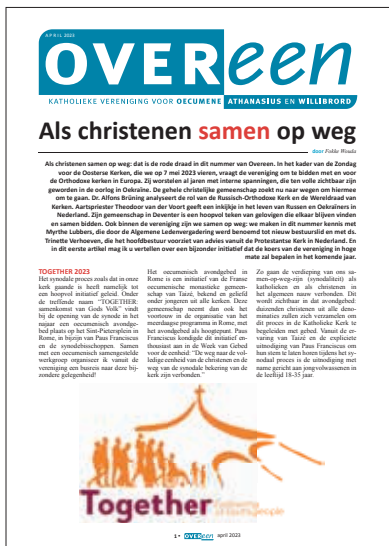 APRIL 2023
OVEReen
KATHOLIEKE VERENIGING VOOR OECUMENE ATHANASIUS EN WILLIBRORD
Als christenen samen op weg
door Fokke Wouda
Als christenen samen op weg: dat is de rode draad in dit nummer van Overeen. In het kader van de Zondag
voor de Oosterse Kerken, die we op 7 mei 2023 vieren, vraagt de vereniging om te bidden met en voor
de Orthodoxe kerken in Europa. Zij worstelen al jaren met interne spanningen, die ten volle zichtbaar zijn
geworden in de oorlog in Oekraïne. De gehele christelijke gemeenschap zoekt nu naar wegen om hiermee
om te gaan. Dr. Alfons Brüning analyseert de rol van de Russisch-Orthodoxe Kerk en de Wereldraad van
Kerken. Aartspriester Theodoor van der Voort geeft een inkijkje in het leven van Russen en Oekraïners in
Nederland. Zijn gemeenschap in Deventer is een hoopvol teken van gelovigen die elkaar blijven vinden
en samen bidden. Ook binnen de vereniging zijn we samen op weg: we maken in dit nummer kennis met
Myrthe Lubbers, die door de Algemene Ledenvergadering werd benoemd tot nieuw bestuurslid en met ds.
Trinette Verhoeven, die het hoofdbestuur voorziet van advies vanuit de Protestantse Kerk in Nederland. En
in dit eerste artikel mag ik u vertellen over een bijzonder initiatief dat de koers van de vereniging in hoge
mate zal bepalen in het komende jaar.
TOGETHER 2023
Het synodale proces zoals dat in onze
kerk gaande is heeft namelijk tot
een hoopvol initiatief geleid. Onder
de treffende naam “TOGETHER:
samenkomst van Gods Volk” vindt
bij de opening van de synode in het
najaar een oecumenisch avondge-
bed plaats op het Sint-Pietersplein in
Rome, in bijzijn van Paus Franciscus
en de synodebisschoppen. Samen
met een oecumenisch samengestelde
werkgroep organiseer ik vanuit de
vereniging een busreis naar deze bij-
zondere gelegenheid!
Het oecumenisch avondgebed in
Rome is een initiatief van de Franse
oecumenische monastieke gemeen-
schap van Taizé, bekend en geliefd
onder jongeren uit alle kerken. Deze
gemeenschap neemt dan ook het
voortouw in de organisatie van het
meerdaagse programma in Rome, met
het avondgebed als hoogtepunt. Paus
Franciscus kondigde dit initiatief en-
thousiast aan in de Week van Gebed
voor de eenheid: “De weg naar de vol-
ledige eenheid van de christenen en de
weg van de synodale bekering van de
kerk zijn verbonden.”
Zo gaan de verdieping van ons sa-
men-op-weg-zijn (synodaliteit) als
katholieken en als christenen in
het algemeen nauw verbonden. Dit
wordt zichtbaar in dat avondgebed:
duizenden christenen uit alle deno-
minaties zullen zich verzamelen om
dit proces in de Katholieke Kerk te
begeleiden met gebed. Vanuit de er-
varing van Taizé en de expliciete
uitnodiging van Paus Franciscus om
hun stem te laten horen tijdens het sy-
nodaal proces is de uitnodiging met
name gericht aan jongvolwassenen in
de leeftijd 18-35 jaar.
Together
1 • OVEReen april 2023